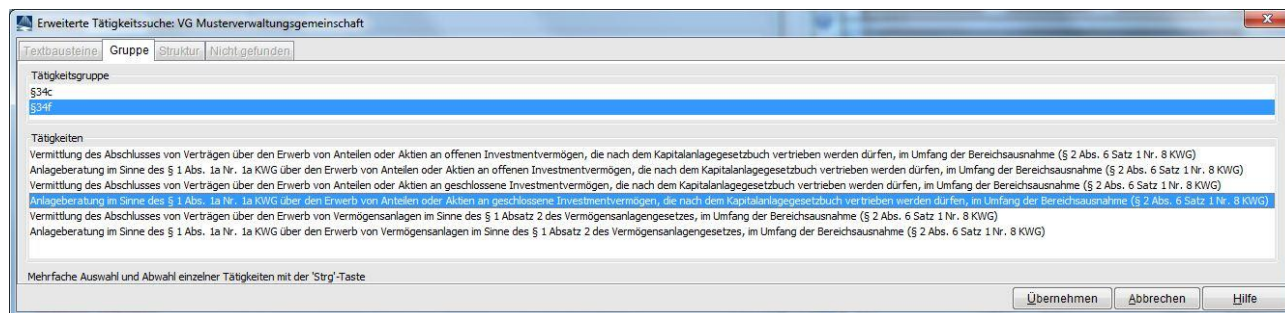 Erweiterte Tätigkeitssuche: VG Musterverwaltungsgemeinschaft
Textbausteine Gruppe Struktur Nicht gefunden
Tätigkeitsgruppe
§34c
§34f
Tätigkeiten
Vermittlung des Abschlusses von Verträgen über den Erwerb von Anteilen oder Aktien an offenen Investmentvermögen, die nach dem Kapitalanlagegesetzbuch vertrieben werden dürfen, im Umfang der Bereichsausnahme (§ 2 Abs. 6 Satz 1 Nr. 8 KWG)
Anlageberatung im Sinne des § 1 Abs. 1a Nr. 1a KWG über den Erwerb von Anteilen oder Aktien an offenen Investmentvermögen, die nach dem Kapitalanlagegesetzbuch vertrieben werden dürfen, im Umfang der Bereichsausnahme (§ 2 Abs. 6 Satz 1 Nr. 8 KWG)
Vermittlung des Abschlusses von Verträgen über den Erwerb von Anteilen oder Aktien an geschlossene Investmentvermögen, die nach dem Kapitalanlagegesetzbuch vertrieben werden dürfen, im Umfang der Bereichsausnahme (§ 2 Abs. 6 Satz 1 Nr. 8 KWG)
Anlageberatung im Sinne des § 1 Abs. 1a Nr. 1a KWG über den Erwerb von Anteilen oder Aktien an geschlossene Investmentvermögen, die nach dem Kapitalanlagegesetzbuch vertrieben werden dürfen, im Umfang der Bereichsausnahme (§ 2 Abs. 6 Satz 1 Nr. 8 KWG)
Vermittlung des Abschlusses von Verträgen über den Erwerb von Vermögensanlagen im Sinne des § 1 Absatz 2 des Vermögensanlagengesetzes, im Umfang der Bereichsausnahme (§ 2 Abs. 6 Satz 1 Nr. 8 KWG)
Anlageberatung im Sinne des § 1 Abs. 1a Nr. 1a KWG über den Erwerb von Vermögensanlagen im Sinne des § 1 Absatz 2 des Vermögensanlagengesetzes, im Umfang der Bereichsausnahme (§ 2 Abs. 6 Satz 1 Nr. 8 KWG)
Mehrfache Auswahl und Abwahl einzelner Tätigkeiten mit der 'Strg'-Taste
Übernehmen Abbrechen Hilfe